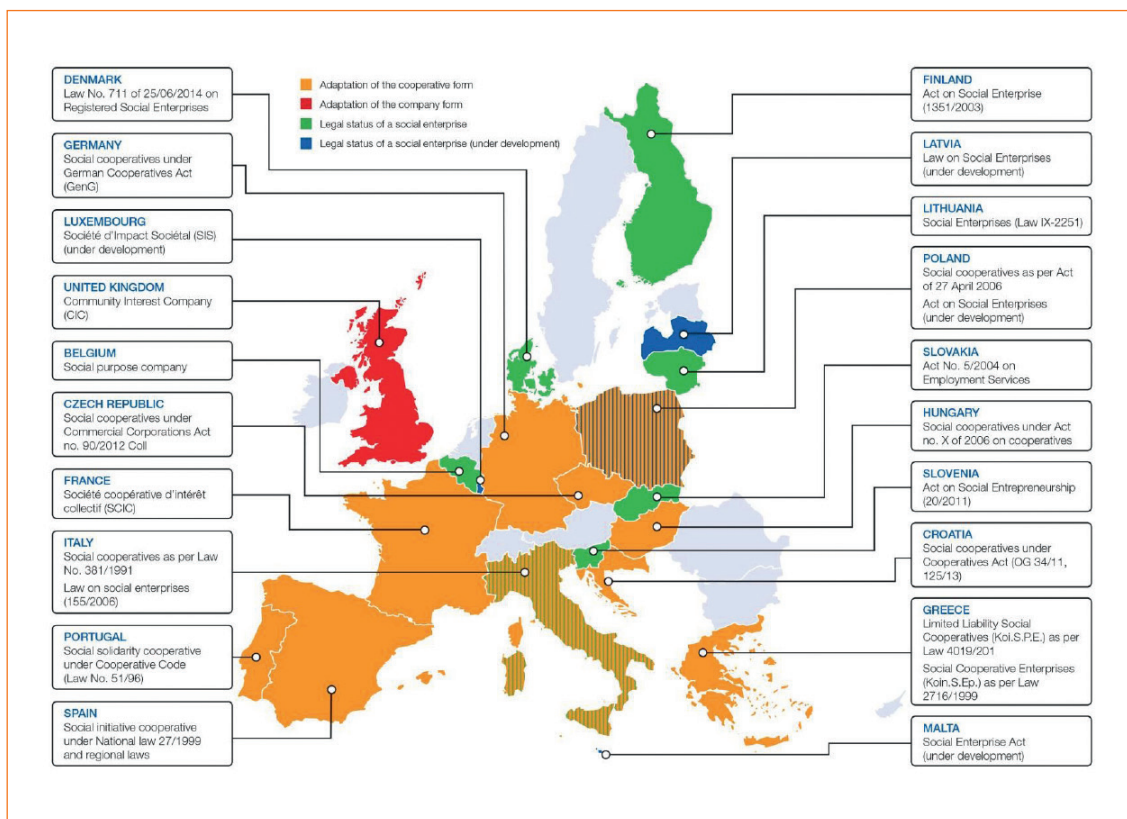 DENMARK
Law No. 711 of 25/06/2014 on
Registered Social Enterprises
GERMANY
Social cooperatives under
German Cooperatives Act
(GenG)
LUXEMBOURG
Société d'Impact Sociétal (SIS)
(under development)
UNITED KINGDOM
Community Interest Company
(CIC)
BELGIUM
Social purpose company
CZECH REPUBLIC
Social cooperatives under
Commercial Corporations Act
no. 90/2012 Coll
FRANCE
Société coopérative d'intérêt
collectif (SCIC)
ITALY
Social cooperatives as per Law
No. 381/1991
Law on social enterprises
(155/2006)
PORTUGAL
Social solidarity cooperative
under Cooperative Code
(Law No. 51/96)
SPAIN
Social initiative cooperative
under National law 27/1999
and regional laws
Adaptation of the cooperative form
Adaptation of the company form
Legal status of a social enterprise
Legal status of a social enterprise (under development)
FINLAND
Act on Social Enterprise
(1351/2003)
LATVIA
Law on Social Enterprises
(under development)
LITHUANIA
Social Enterprises (Law IX-2251)
POLAND
Social cooperatives as per Act
of 27 April 2006
Act on Social Enterprises
(under development)
SLOVAKIA
Act No. 5/2004 on
Employment Services
HUNGARY
Social cooperatives under Act
no. X of 2006 on cooperatives
SLOVENIA
Act on Social Entrepreneurship
(20/2011)
CROATIA
Social cooperatives under
Cooperatives Act (OG 34/11,
125/13)
GREECE
Limited Liability Social
Cooperatives (Koi.S.P.E.) as per
Law 4019/201
Social Cooperative Enterprises
(Koin.S.Ep.) as per Law
2716/1999
MALTA
Social Enterprise Act
(under development)